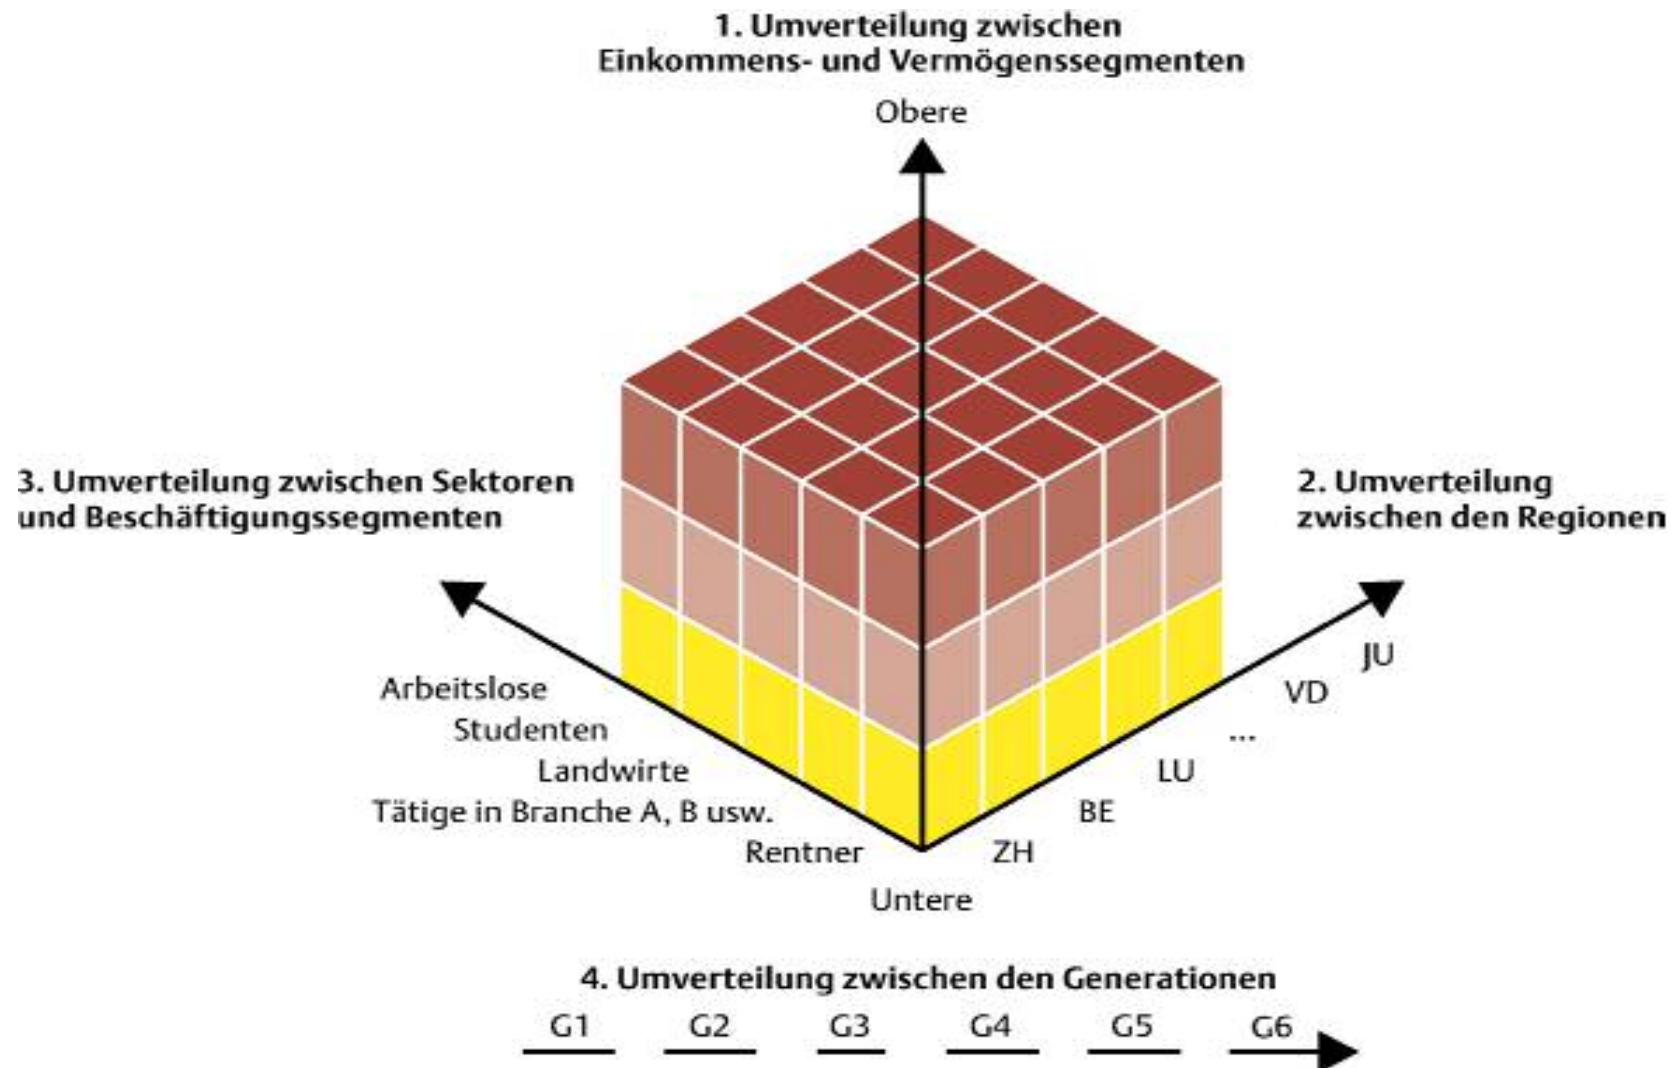 1. Umverteilung zwischen
Einkommens- und Vermögenssegmenten
Obere
3. Umverteilung zwischen Sektoren
und Beschäftigungssegmenten
2. Umverteilung
zwischen den Regionen
Arbeitslose
Studenten
Landwirte
Tätige in Branche A, B usw.
Rentner
JU
VD
...
LU
BE
ZH
Untere
4. Umverteilung zwischen den Generationen
G1 G2 G3 G4 G5 G6